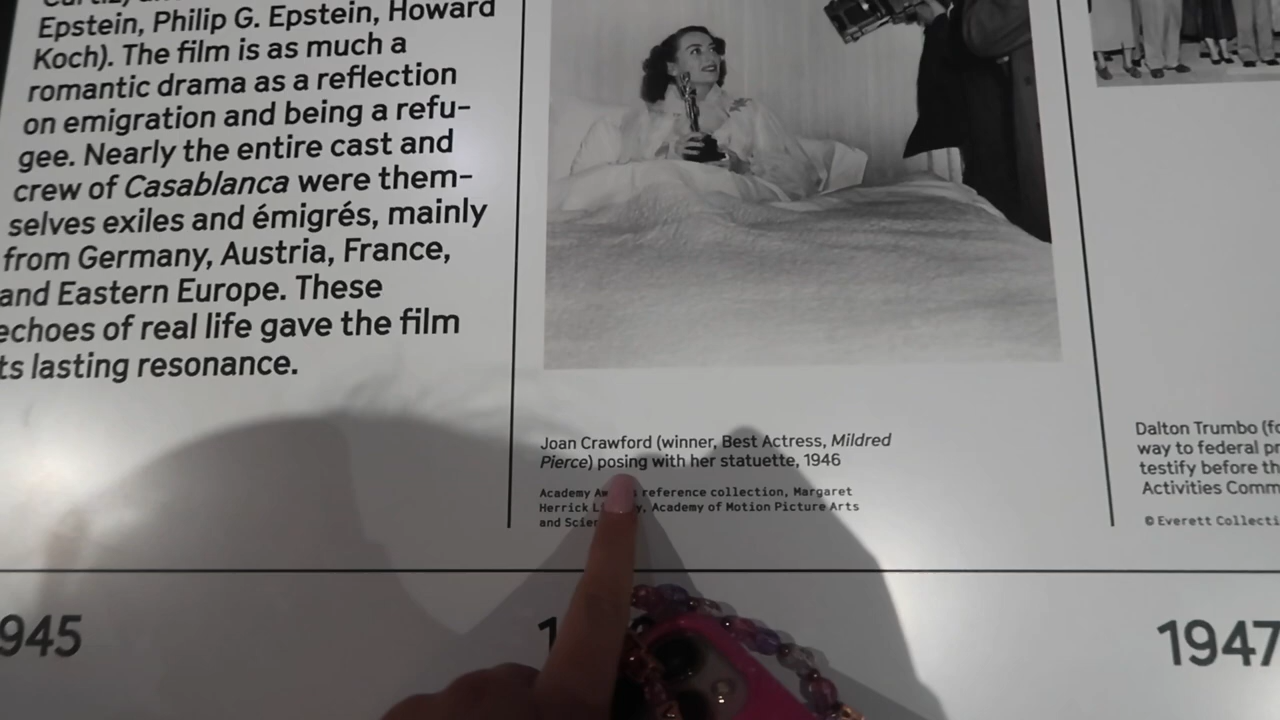 Epstein, Philip G. Epstein, Howard
Koch). The film is as much a
romantic drama as a reflection
on emigration and being a refu-
gee. Nearly the entire cast and
crew of Casablanca were them-
selves exiles and émigrés, mainly
from Germany, Austria, France,
and Eastern Europe. These
echoes of real life gave the film
ts lasting resonance.
Joan Crawford (winner, Best Actress, Mildred
Pierce) posing with her statuette, 1946
Academy reference collection, Margaret
Herrick Academy of Motion Picture Arts
and
Dalton Trumbo
way to federal
testify before
Activities
© Everett
945
1947